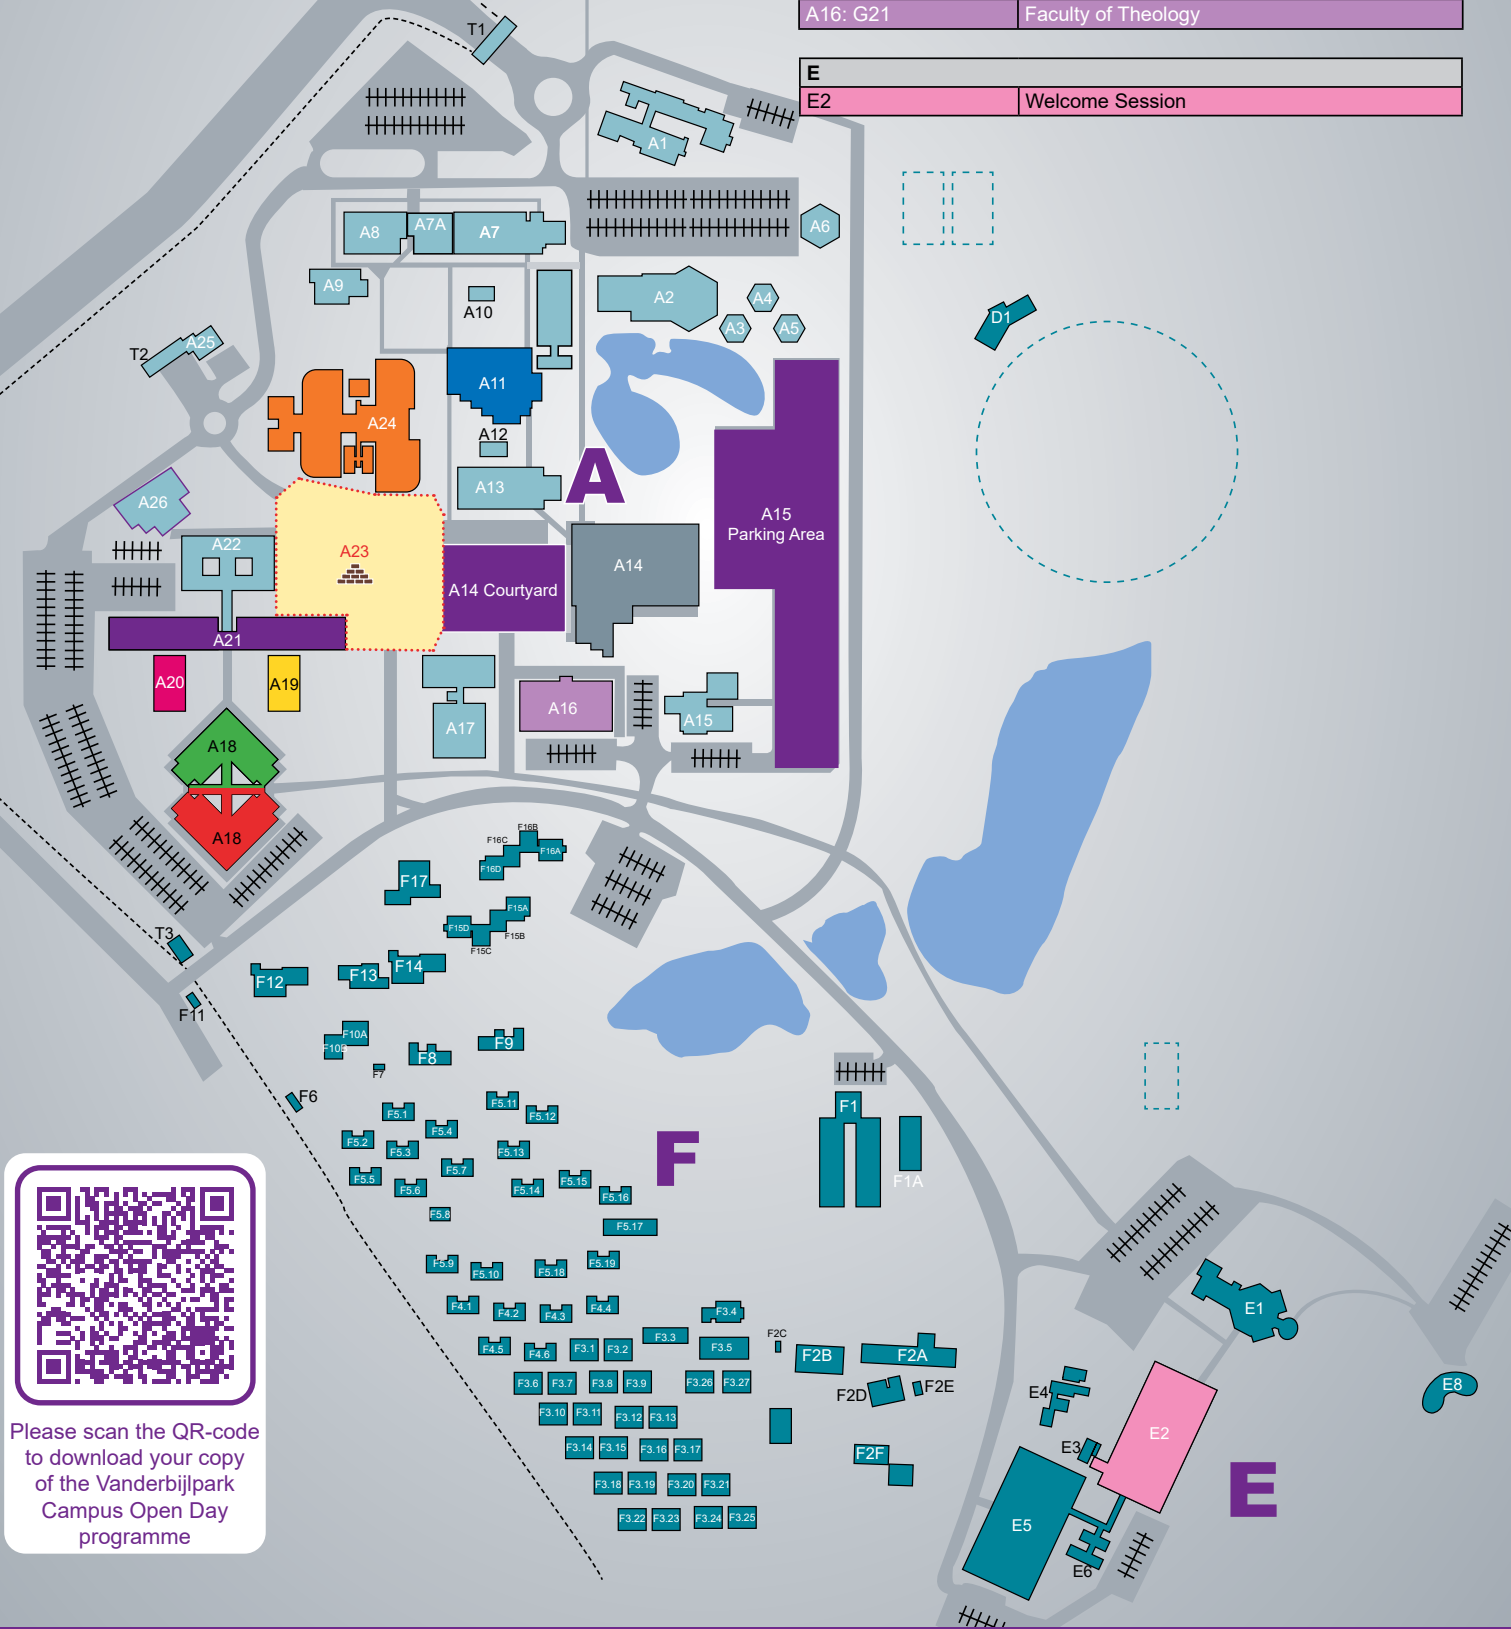 A16: G21 Faculty of Theology
E
E2 Welcome Session
T1
A1
A8 A7A A7
A6
A9
A10
A2
A4
A3 A5
D1
T2 A25
A11
A24
A12
A13
A
A26
A15
Parking Area
A22
A23
A14
A14 Courtyard
A21
A20
A19
A16
A15
A17
A18
A18
F16B
F16C
F16A
F16D
F17
F15A
F15D
F15B
F15C
T3
F14
F13
F12
F11
F10A
F10B
F9
F8
F7
F6
F5.11
F5.1
F5.12
F5.4
F5.2
F5.3
F5.13
F5.7
F5.5
F5.6
F5.14
F5.15
F5.16
F5.8
F5.17
F
F1
F1A
F5.9
F5.10
F5.18
F5.19
F4.1
F4.2
F4.3
F4.4
F3.4
F4.5
F4.6
F3.1
F3.2
F3.3
F3.5
F2C
F2B
F2A
F3.6 F3.7 F3.8 F3.9 F3.26 F3.27
F2D
F2E
F3.10 F3.11 F3.12 F3.13
F3.14 F3.15 F3.16 F3.17
F2F
F3.18 F3.19 F3.20 F3.21
F3.22 F3.23 F3.24 F3.25
E1
E8
E4
E2
E3
E
E5
E6
Please scan the QR-code
to download your copy
of the Vanderbijlpark
Campus Open Day
programme